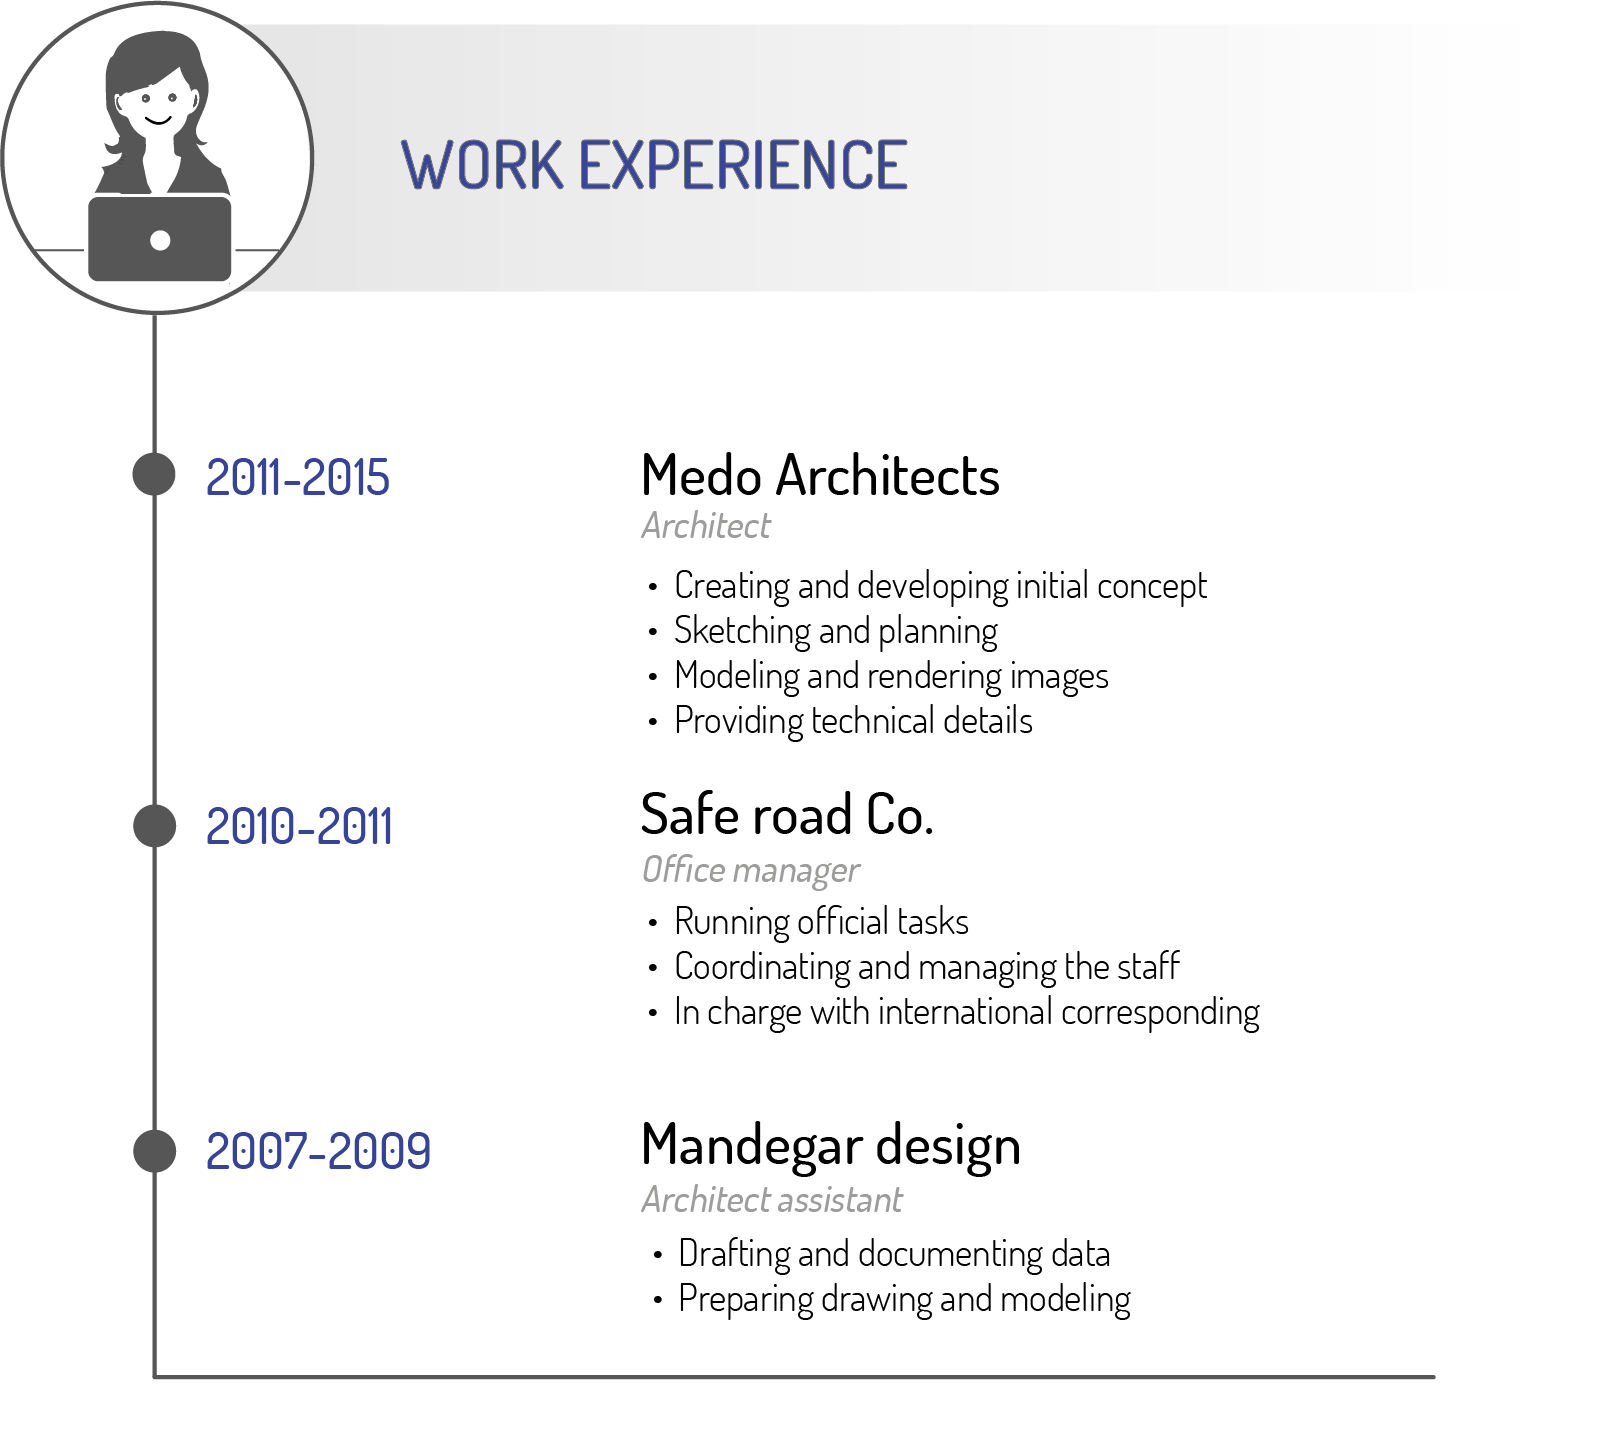 WORK EXPERIENCE
2011-2015
Medo Architects
Architect
• Creating and developing initial concept
• Sketching and planning
• Modeling and rendering images
• Providing technical details
2010-2011
Safe road Co.
Office manager
• Running official tasks
• Coordinating and managing the staff
• In charge with international corresponding
2007-2009
Mandegar design
Architect assistant
• Drafting and documenting data
• Preparing drawing and modeling